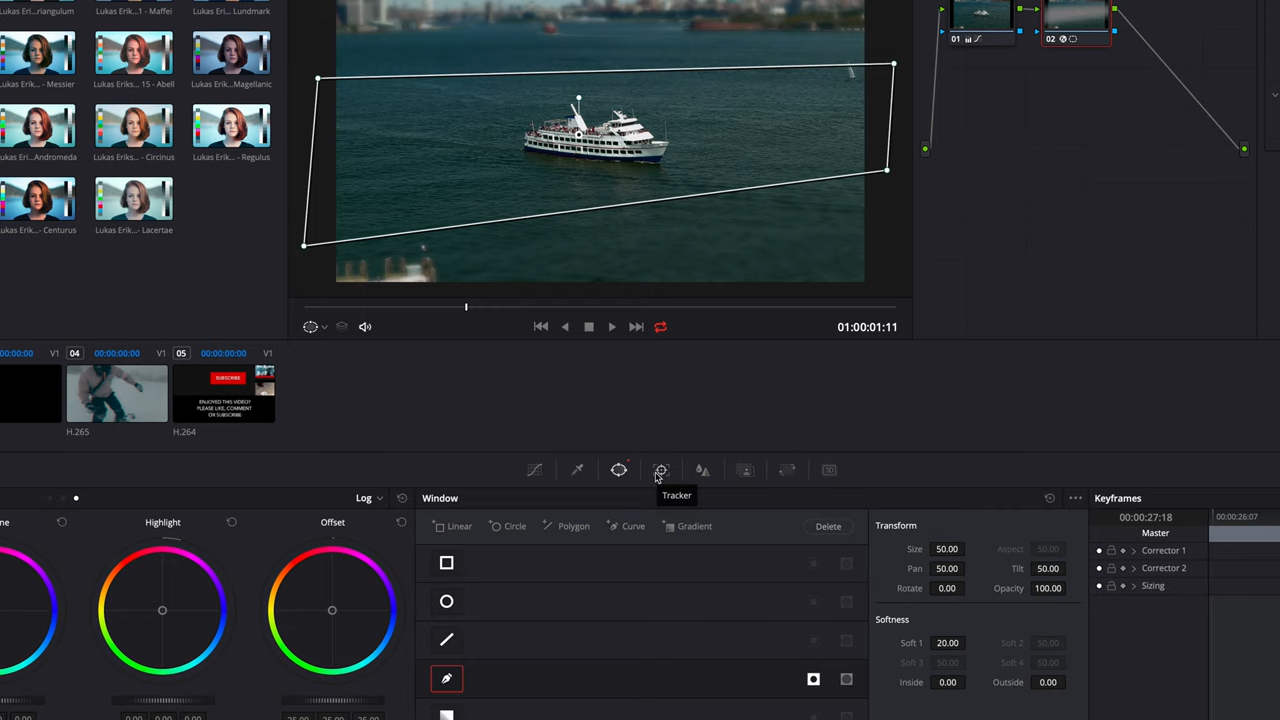 Lukas Eri...riangulum
Lukas Erik...1 - Maffei
Lukas Erik... Lundmark
Lukas Erik... - Messier
Lukas Erik... 15 - Abell
Lukas Erik...Magellanic
Lukas Erik...Andromeda
Lukas Eriks...- Circinus
Lukas Erik... - Regulus
Lukas Erik...- Centurus
Lukas Erik...- Lacertae
01
02
01:00:01:11
00:00:00:00
V1
04
00:00:00:00
V1
05
00:00:00:00
V1
SUBSCRIBE
ENJOYED THIS VIDEO?
PLEASE LIKE, COMMENT
OR SUBSCRIBE
H.265
H.264
3D
Tracker
Log
Window
Keyframes
Highlight
Offset
Linear
Circle
Polygon
Curve
Gradient
Delete
Transform
Size 50.00
Aspect 50.00
Pan 50.00
Tilt 50.00
Rotate 0.00
Opacity 100.00
Softness
Soft 1 20.00
Soft 2 50.00
Soft 3 50.00
Soft 4 50.00
Inside 0.00
Outside 0.00
00:00:27:18
00:00:26:07
Master
Corrector 1
Corrector 2
Sizing